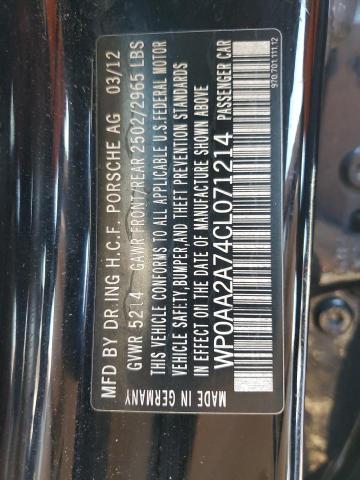 MFD BY DR.ING H.C.F. PORSCHE AG 03/12
GVWR 5214 GAWR FRONT/REAR 2502/2965 LBS
THIS VEHICLE CONFORMS TO ALL APPLICABLE U.S-FEDERAL MOTOR
VEHICLE SAFETY,BUMPER,AND THEFT PREVENTION STANDARDS
IN EFFECT ON THE DATE OF MANUFACTURE SHOWN ABOVE
WP0AA2A74CL071214 PASSENGER CAR
MADE IN GERMANY
970.701.111.12